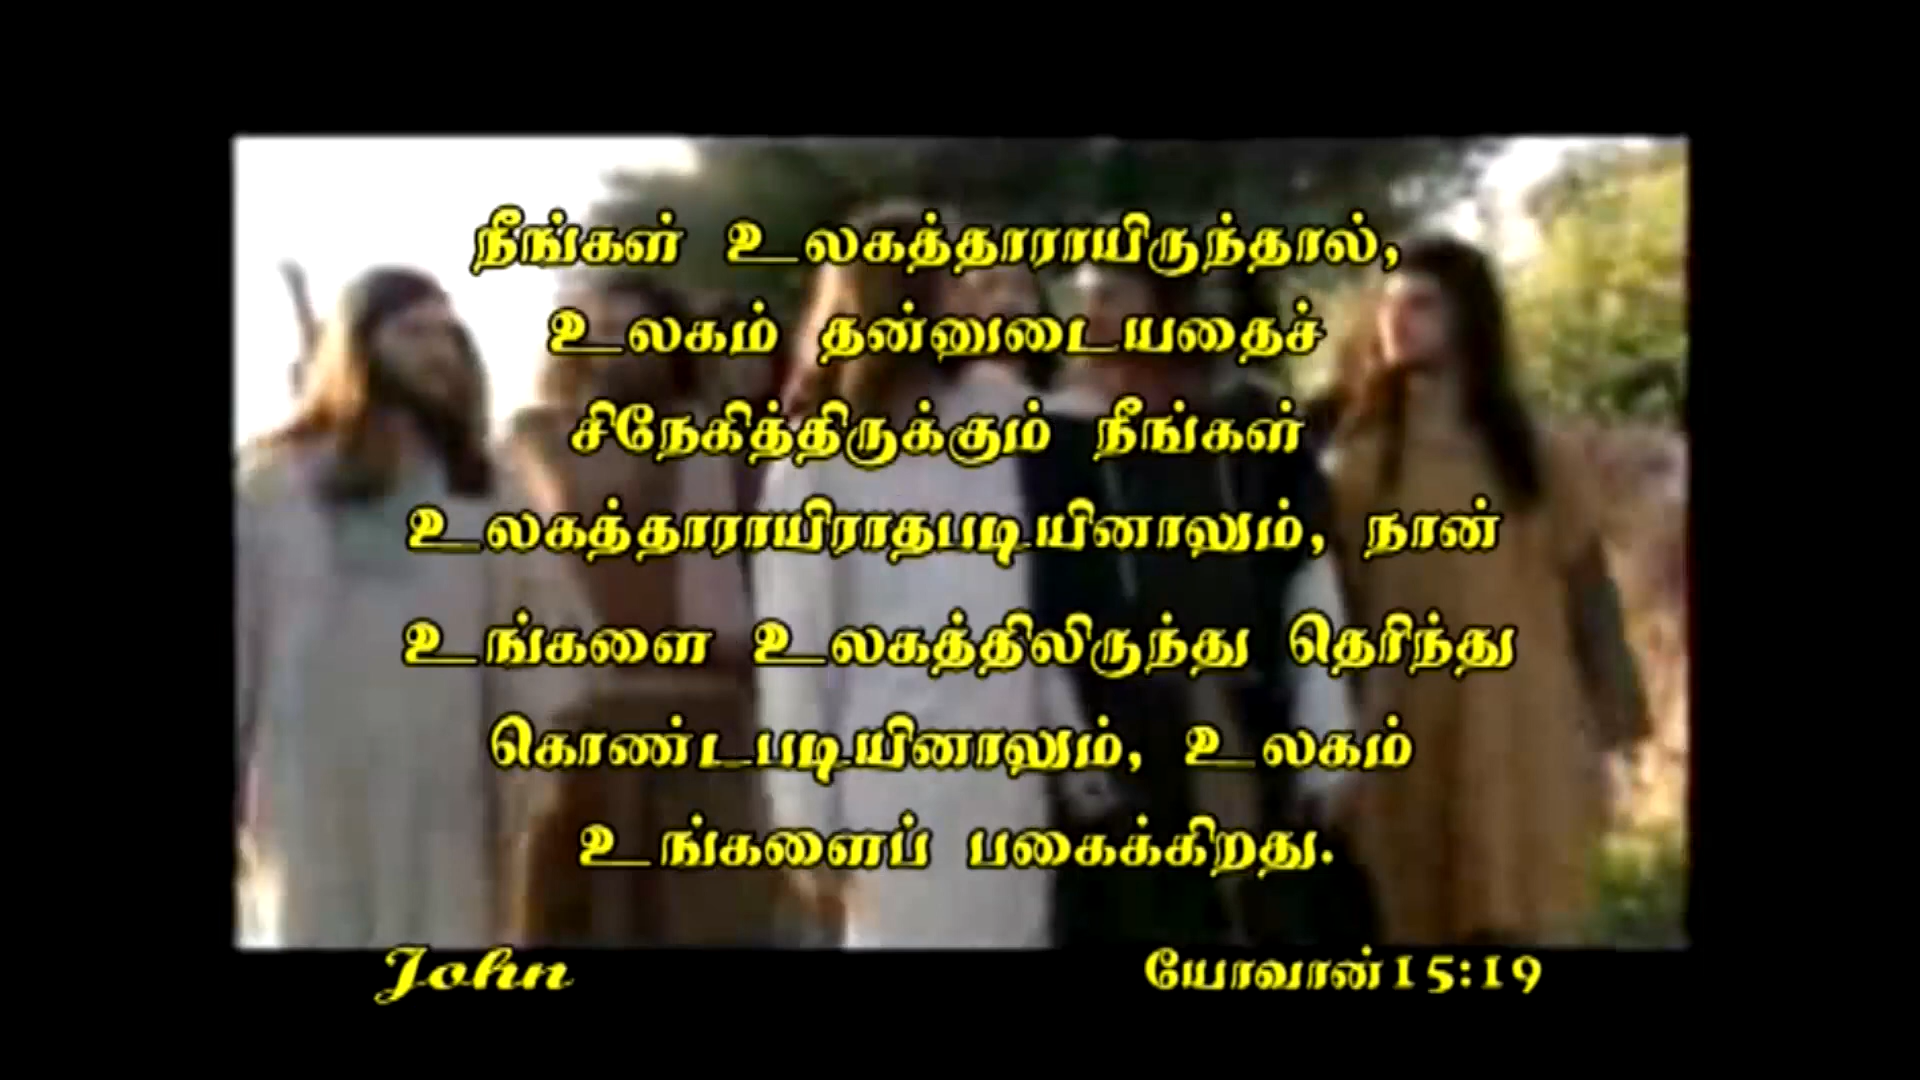 நீங்கள் உலகத்தாராயிருந்தால்,
உலகம் தன்னுடையதைச்
சிநேகித்திருக்கும் நீங்கள்
உலகத்தாராயிராதபடியினாலும், நான்
உங்களை உலகத்திலிருந்து தெரிந்து
கொண்டபடியினாலும், உலகம்
உங்களைப் பகைக்கிறது.
John யோவான்15:19